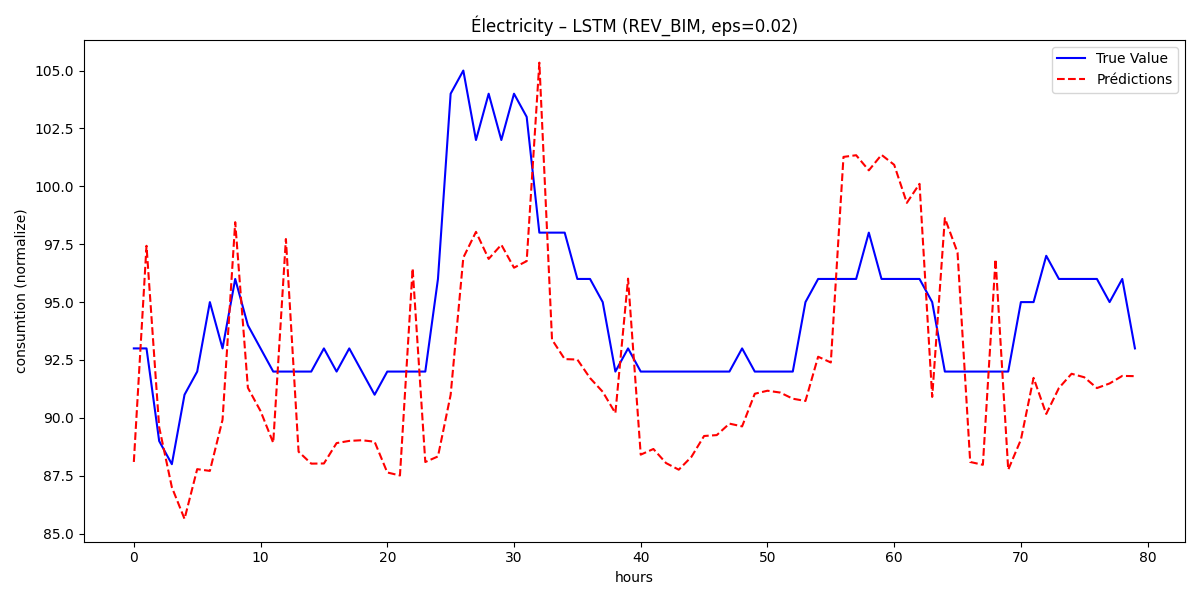 Électricity – LSTM (REV_BIM, eps=0.02)
True Value
Prédictions
consumtion (normalize)
105.0
102.5
100.0
97.5
95.0
92.5
90.0
87.5
85.0
0 10 20 30 40 50 60 70 80
hours